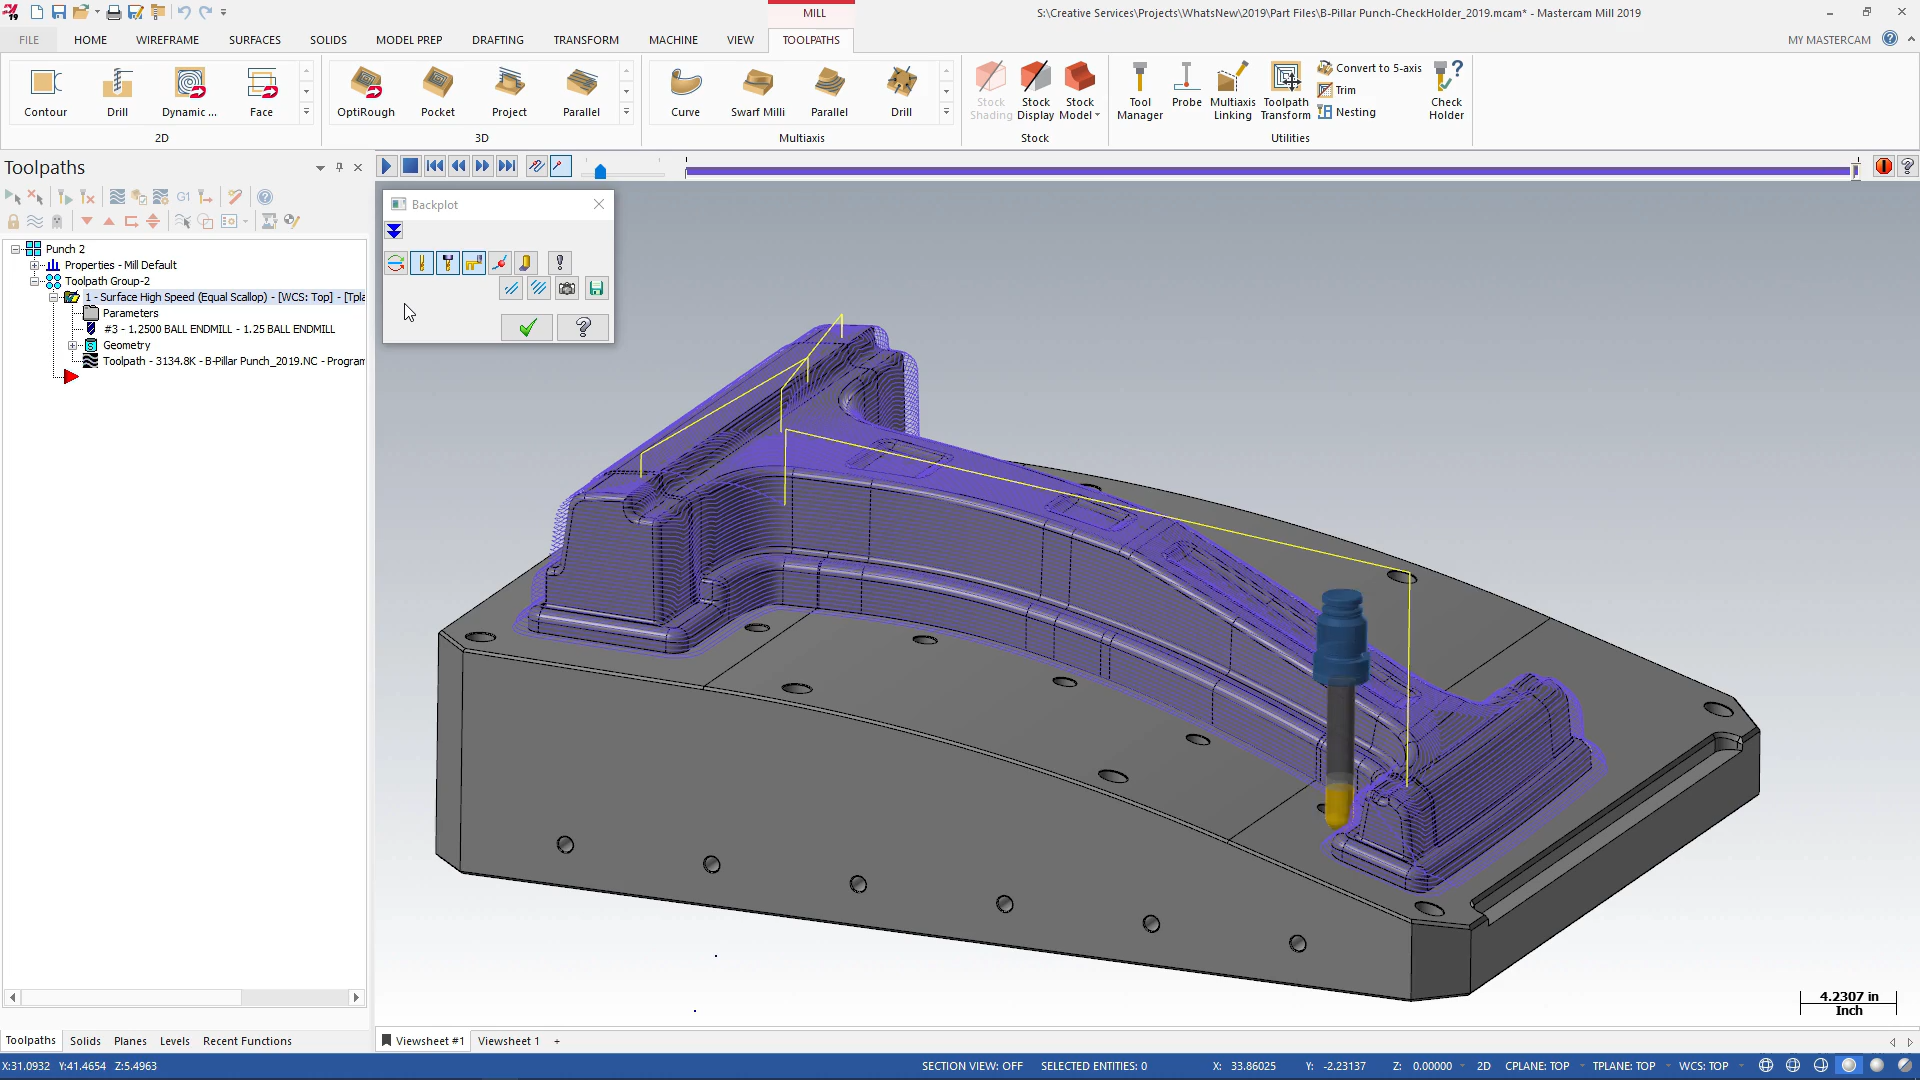 19
MILL
S:\Creative Services\Projects\WhatsNew\2019\Part Files\B-Pillar Punch-CheckHolder_2019.mcam* - Mastercam Mill 2019
FILE HOME WIREFRAME SURFACES SOLIDS MODEL PREP DRAFTING TRANSFORM MACHINE VIEW TOOLPATHS MY MASTERCAM ?
Contour Drill Dynamic ... Face
2D
OptiRough Pocket Project Parallel
3D
Curve Swarf Milli Parallel Drill
Multiaxis
Stock Shading
Stock Display
Stock Model
Stock
Tool Manager
Probe
Multiaxis Linking
Toolpath Transform
Convert to 5-axis
Trim
Nesting
Check Holder
Utilities
Toolpaths
G1
Backplot
Punch 2
Properties - Mill Default
Toolpath Group-2
1 - Surface High Speed (Equal Scallop) - [WCS: Top] - [Tpla
Parameters
#3 - 1.2500 BALL ENDMILL - 1.25 BALL ENDMILL
Geometry
Toolpath - 3134.8K - B-Pillar Punch_2019.NC - Program
4.2307 in
Inch
Toolpaths Solids Planes Levels Recent Functions
Viewsheet #1 Viewsheet 1 +
X:31.0932 Y:41.4654 Z:5.4963
SECTION VIEW: OFF SELECTED ENTITIES: 0 X: 33.86025 Y: -2.23137 Z: 0.00000 2D CPLANE: TOP TPLANE: TOP WCS: TOP